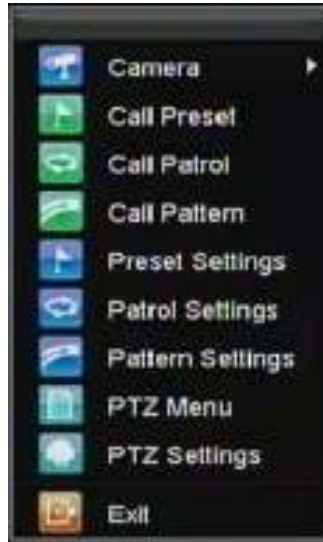 Camera
Call Preset
Call Patrol
Call Pattern
Preset Settings
Patrol Settings
Pattern Settings
PTZ Menu
PTZ Settings
Exit